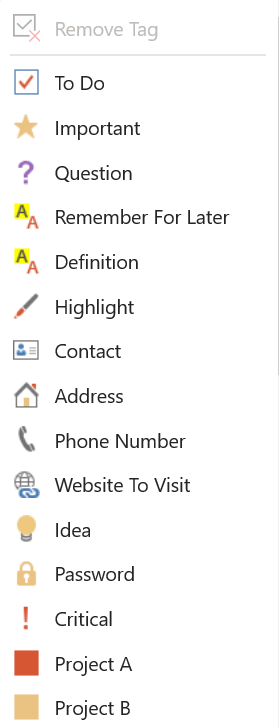 Remove Tag
To Do
Important
? Question
A A Remember For Later
A A Definition
Highlight
Contact
Address
Phone Number
Website To Visit
Idea
Password
! Critical
Project A
Project B